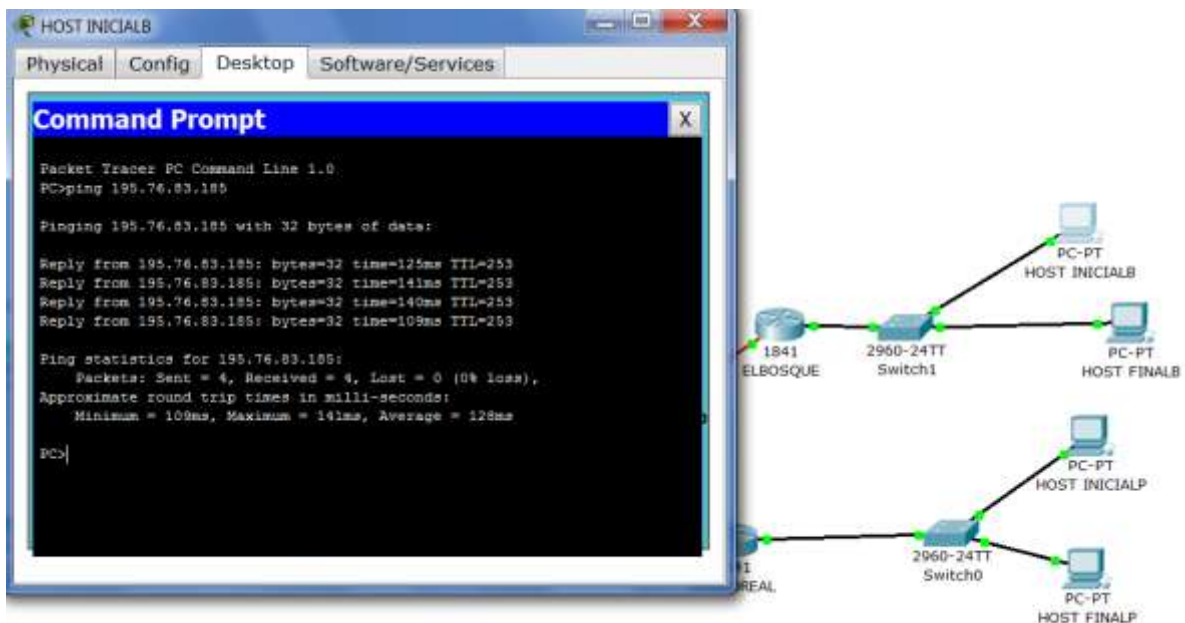 HOST INICIALB
Physical Config Desktop Software/Services
Command Prompt
X
Packet Tracer PC Command Line 1.0
PC>ping 195.76.83.185
Pinging 195.76.83.185 with 32 bytes of data:
Reply from 195.76.83.185: bytes=32 time=125ms TTL=253
Reply from 195.76.83.185: bytes=32 time=141ms TTL=253
Reply from 195.76.83.185: bytes=32 time=140ms TTL=253
Reply from 195.76.83.185: bytes=32 time=109ms TTL=253
Ping statistics for 195.76.83.185:
Packets: Sent = 4, Received = 4, Lost = 0 (0% loss),
Approximate round trip times in milli-seconds:
Minimum = 109ms, Maximum = 141ms, Average = 128ms
PC>
PC-PT
HOST INICIALB
1841
ELBOSQUE
2960-24TT
Switch1
PC-PT
HOST FINALB
PC-PT
HOST INICIALP
2960-24TT
Switch0
PC-PT
HOST FINALP